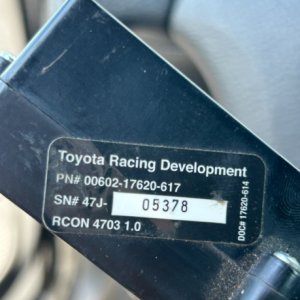 Toyota Racing Development
PN# 00602-17620-617
SN# 47J- 05378
RCON 4703 1.0
DOC# 17620-614